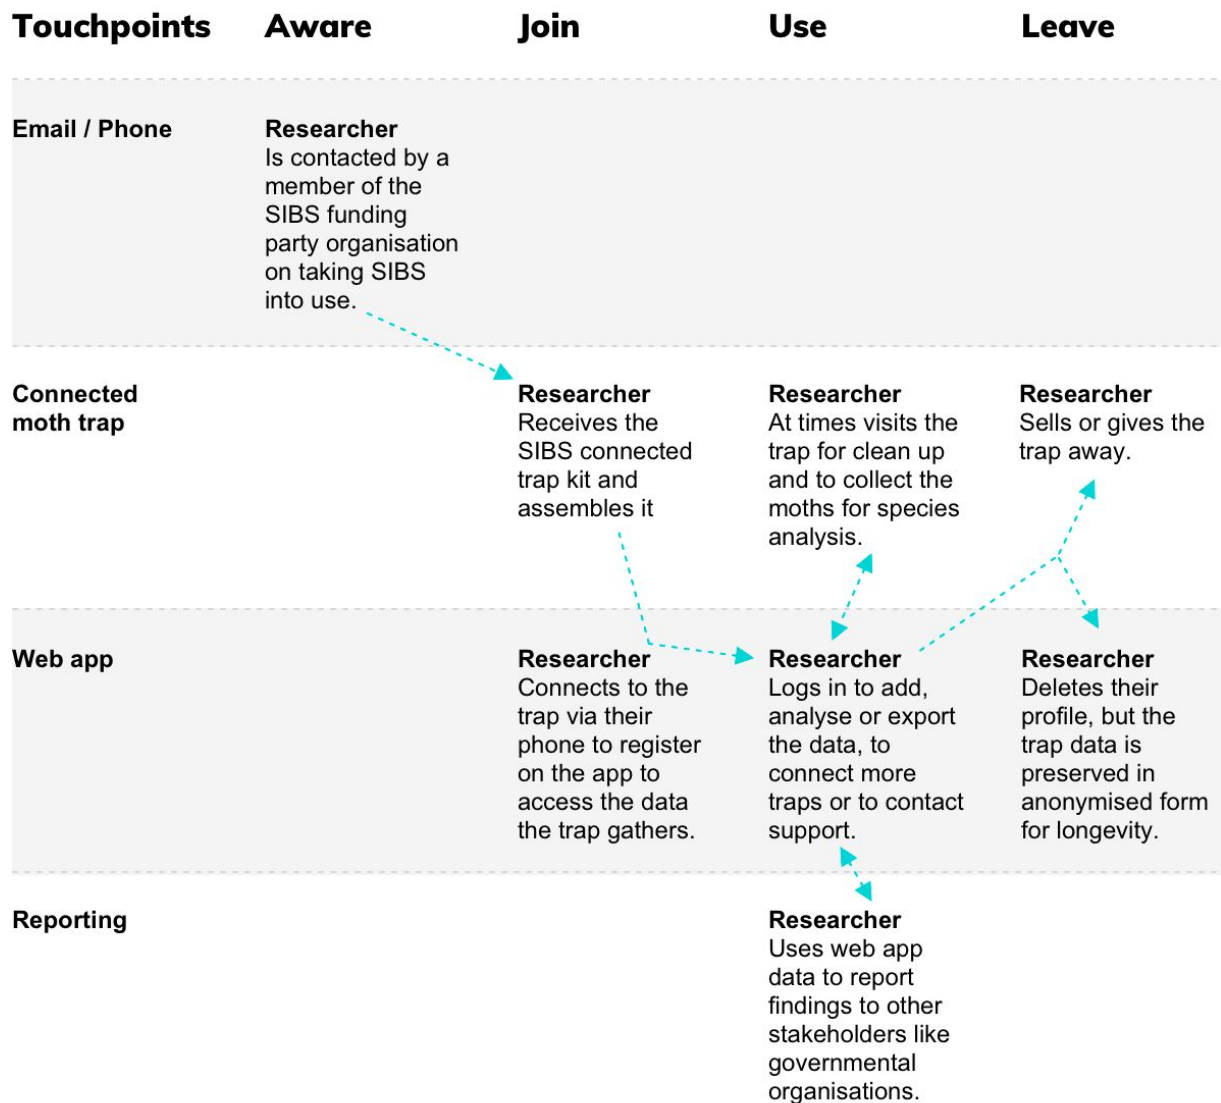 Touchpoints Aware Join Use Leave
Email / Phone
Researcher
Is contacted by a
member of the
SIBS funding
party organisation
on taking SIBS
into use.
Connected
moth trap
Researcher
Receives the
SIBS connected
trap kit and
assembles it
Researcher
At times visits the
trap for clean up
and to collect the
moths for species
analysis.
Researcher
Sells or gives the
trap away.
Web app
Researcher
Connects to the
trap via their
phone to register
on the app to
access the data
the trap gathers.
Researcher
Logs in to add,
analyse or export
the data, to
connect more
traps or to contact
support.
Researcher
Deletes their
profile, but the
trap data is
preserved in
anonymised form
for longevity.
Reporting
Researcher
Uses web app
data to report
findings to other
stakeholders like
governmental
organisations.